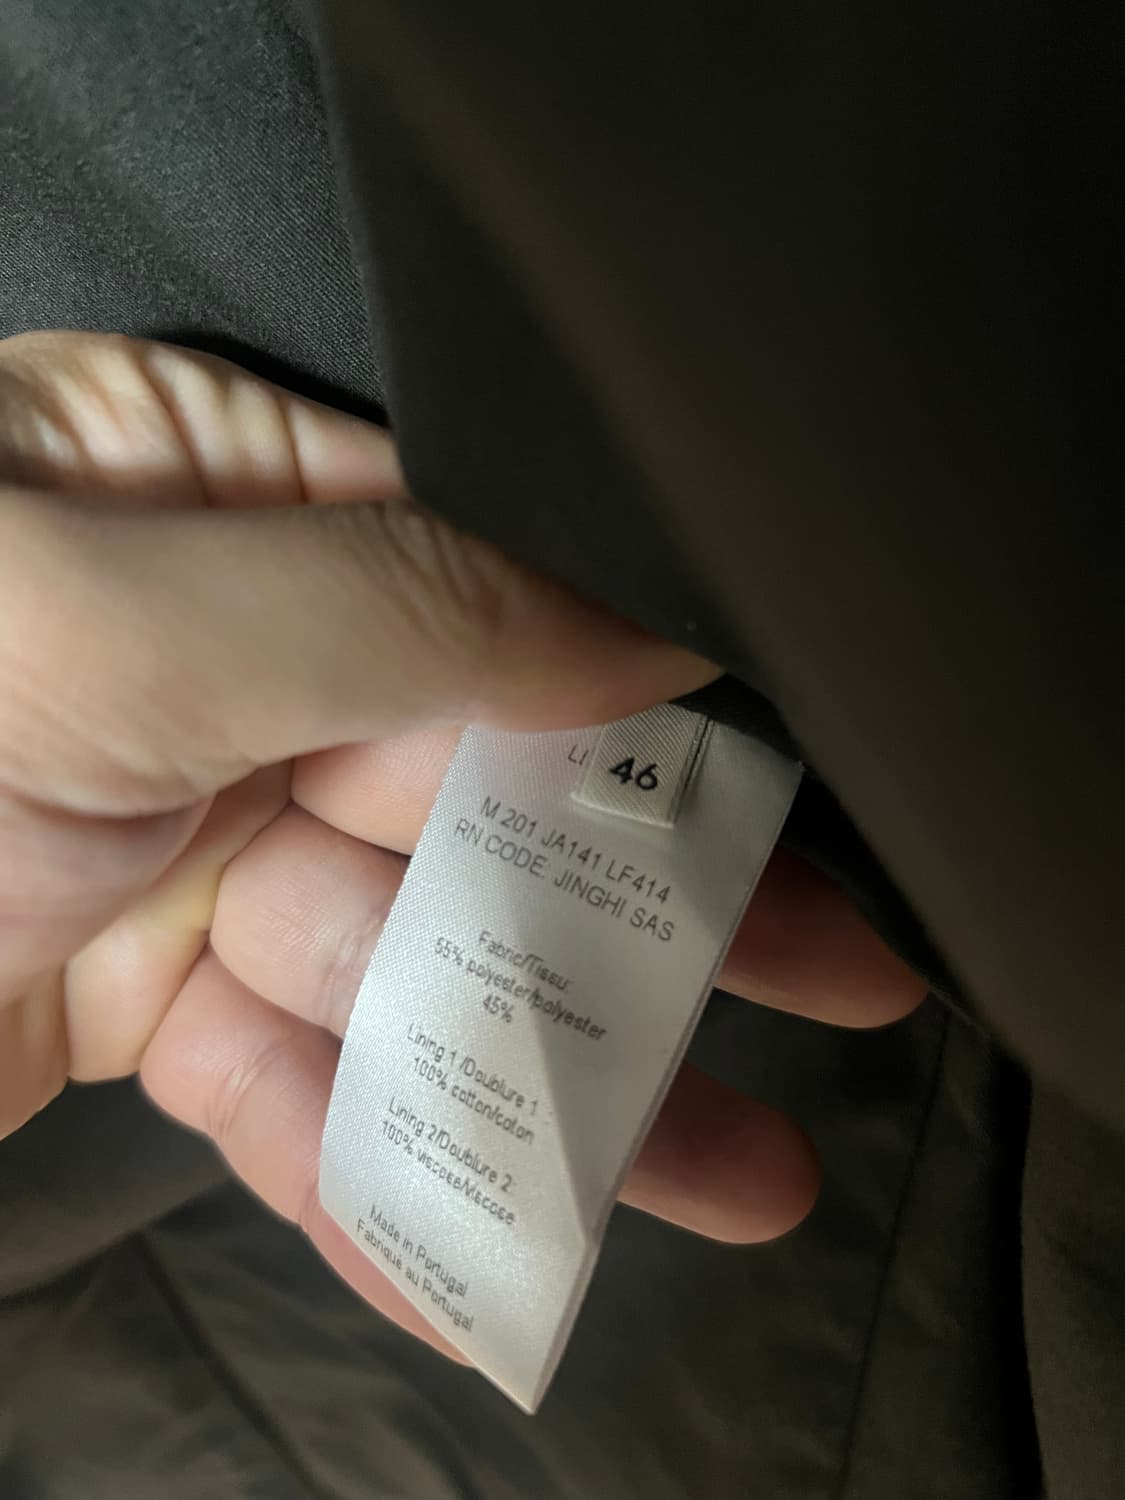 LI
46
M 201 JA141 LF414
RN CODE: JINGHI SAS
Fabric/Tissu:
55% polyester/polyester
45%
Lining 1 /Doublure 1 :
100% cotton/coton
Lining 2/Doublure 2:
100% viscose/viscose
Made in Portugal
Fabriqué au Portugal